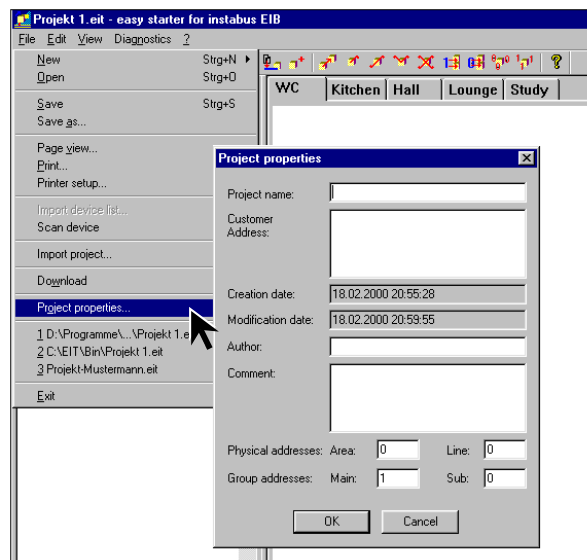 Projekt 1.eit - easy starter for instabus EIB
File Edit View Diagnostics ?
New Strg+N
Open Strg+O
Save Strg+S
Save as...
Page view...
Print...
Printer setup...
Import device list...
Scan device
Import project...
Download
Project properties...
1 D:\Programme\...\Projekt 1.e
2 C:\EIT\Bin\Projekt 1.eit
3 Projekt-Mustermann.eit
Exit
WC Kitchen Hall Lounge Study
Project properties
Project name:
Customer
Address:
Creation date: 18.02.2000 20:55:28
Modification date: 18.02.2000 20:59:55
Author:
Comment:
Physical addresses: Area: 0 Line: 0
Group addresses: Main: 1 Sub: 0
OK Cancel